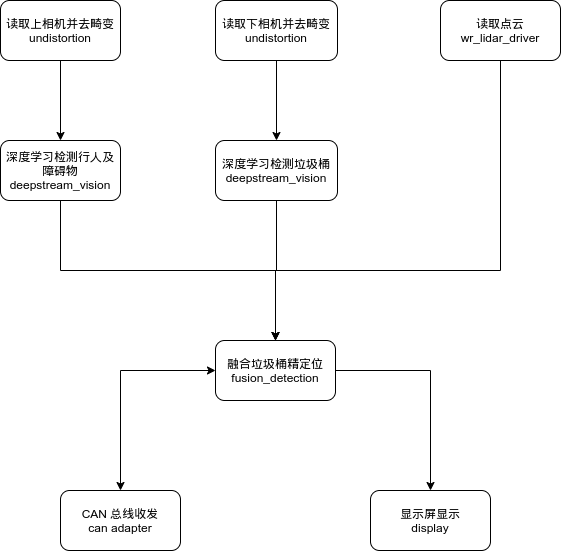 读取上相机并去畸变
undistortion
读取下相机并去畸变
undistortion
读取点云
wr_lidar_driver
深度学习检测行人及
障碍物
deepstream_vision
深度学习检测垃圾桶
deepstream_vision
融合垃圾桶精定位
fusion_detection
CAN 总线收发
can adapter
显示屏显示
display